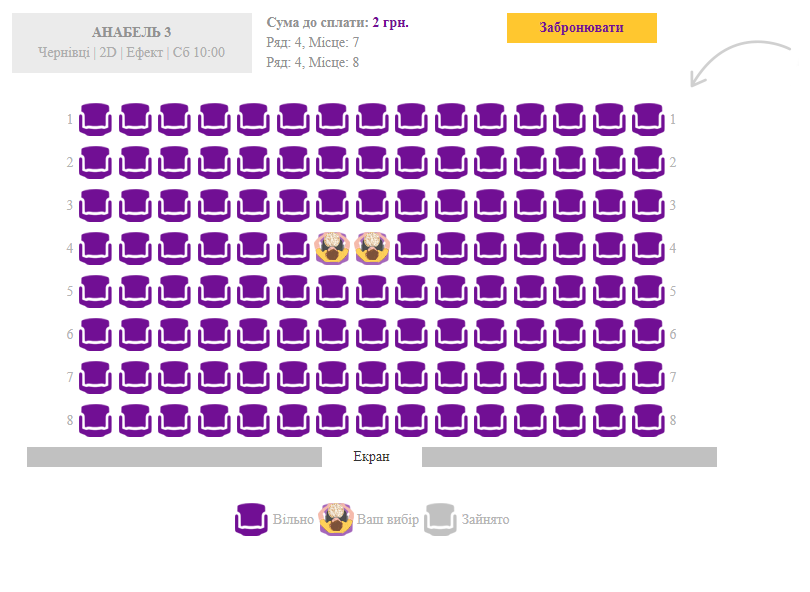 АНАБЕЛЬ 3
Чернівці | 2D | Ефект | Сб 10:00
Сума до сплати: 2 грн.
Ряд: 4, Місце: 7
Ряд: 4, Місце: 8
Забронювати
1 1
2 2
3 3
4 4
5 5
6 6
7 7
8 8
Екран
Вільно Ваш вибір Зайнято